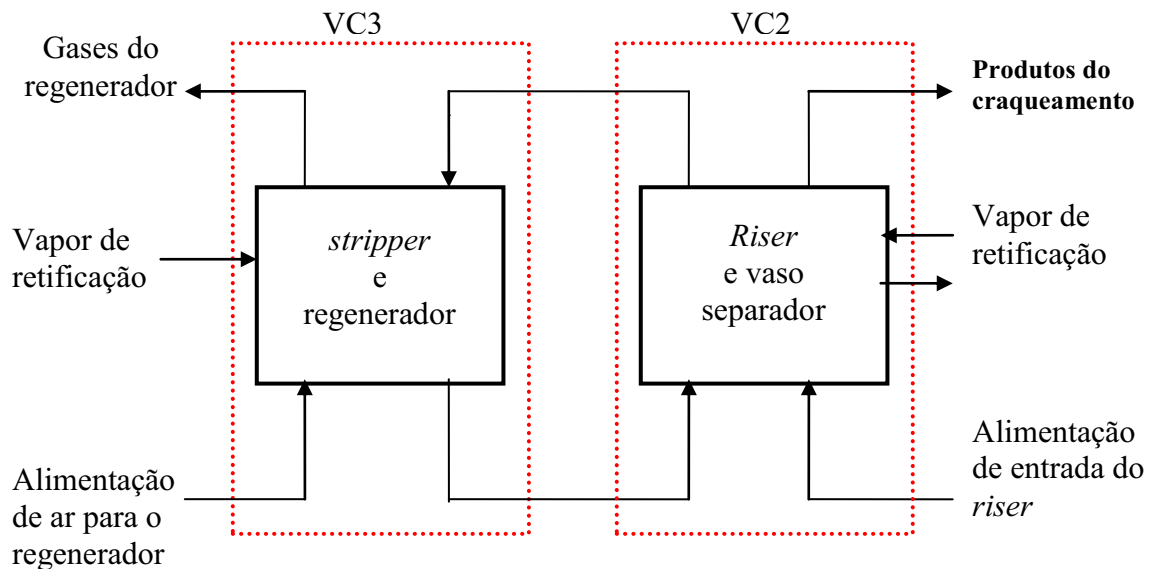 VC3
VC2
Gases do
regenerador
Produtos do
craqueamento
Vapor de
retificação
stripper
e
regenerador
Riser
e vaso
separador
Vapor de
retificação
Alimentação
de ar para o
regenerador
Alimentação
de entrada do
riser